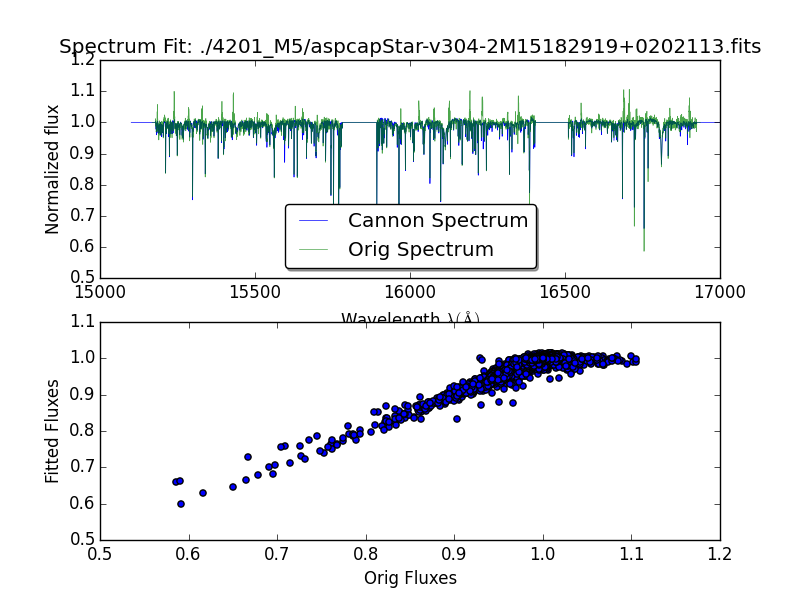 Spectrum Fit: ./4201_M5/aspcapStar-v304-2M15182919+0202113.fits
1.2
1.1
1.0
0.9
0.8
0.7
0.6
0.5
Normalized flux
Cannon Spectrum
Orig Spectrum
15000 15500 16000 16500 17000
Wavelength λ(Å)
1.1
1.0
0.9
0.8
0.7
0.6
0.5
Fitted Fluxes
0.5 0.6 0.7 0.8 0.9 1.0 1.1 1.2
Orig Fluxes